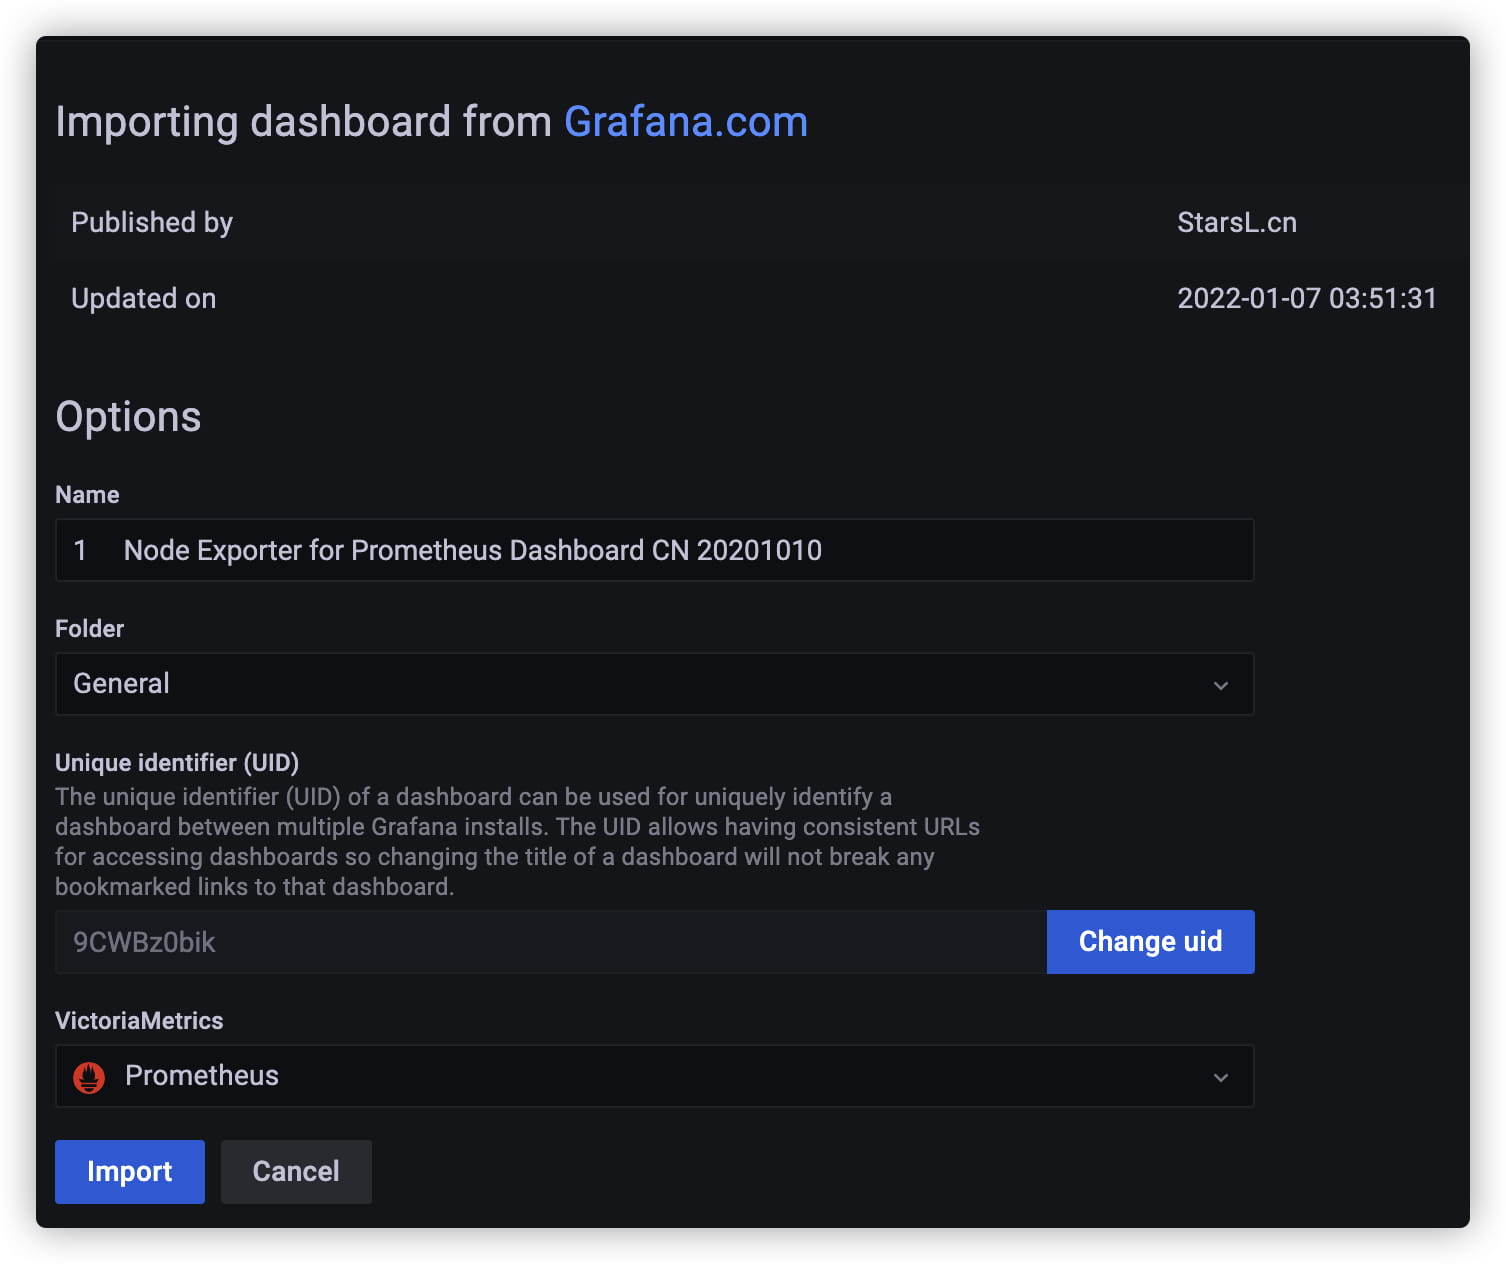 Importing dashboard from Grafana.com
Published by StarsL.cn
Updated on 2022-01-07 03:51:31
Options
Name
1 Node Exporter for Prometheus Dashboard CN 20201010
Folder
General
Unique identifier (UID)
The unique identifier (UID) of a dashboard can be used for uniquely identify a
dashboard between multiple Grafana installs. The UID allows having consistent URLs
for accessing dashboards so changing the title of a dashboard will not break any
bookmarked links to that dashboard.
9CWBz0bik Change uid
VictoriaMetrics
Prometheus
Import Cancel